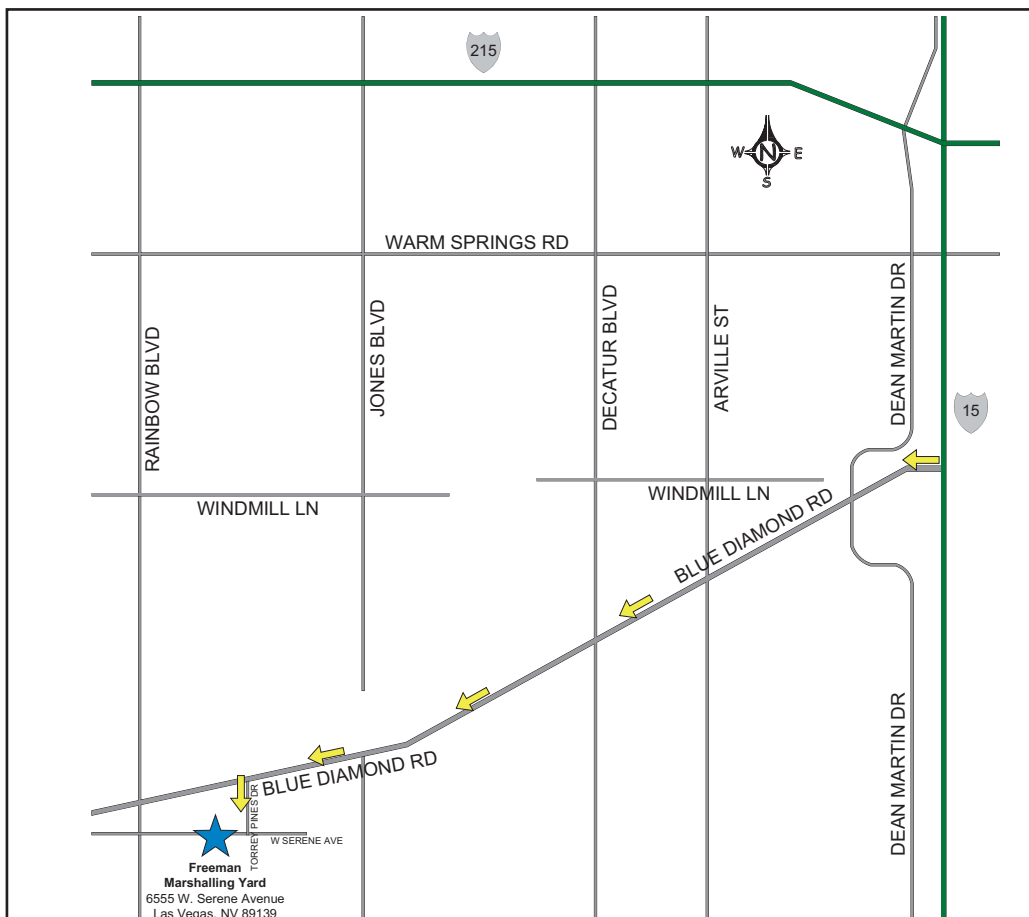 215
N
W
E
S
WARM SPRINGS RD
RAINBOW BLVD
JONES BLVD
DECATUR BLVD
ARVILLE ST
DEAN MARTIN DR
15
WINDMILL LN
WINDMILL LN
BLUE DIAMOND RD
BLUE DIAMOND RD
DEAN MARTIN DR
TORREY PINES DR
W SERENE AVE
Freeman
Marshalling Yard
6555 W. Serene Avenue
Las Vegas, NV 89139